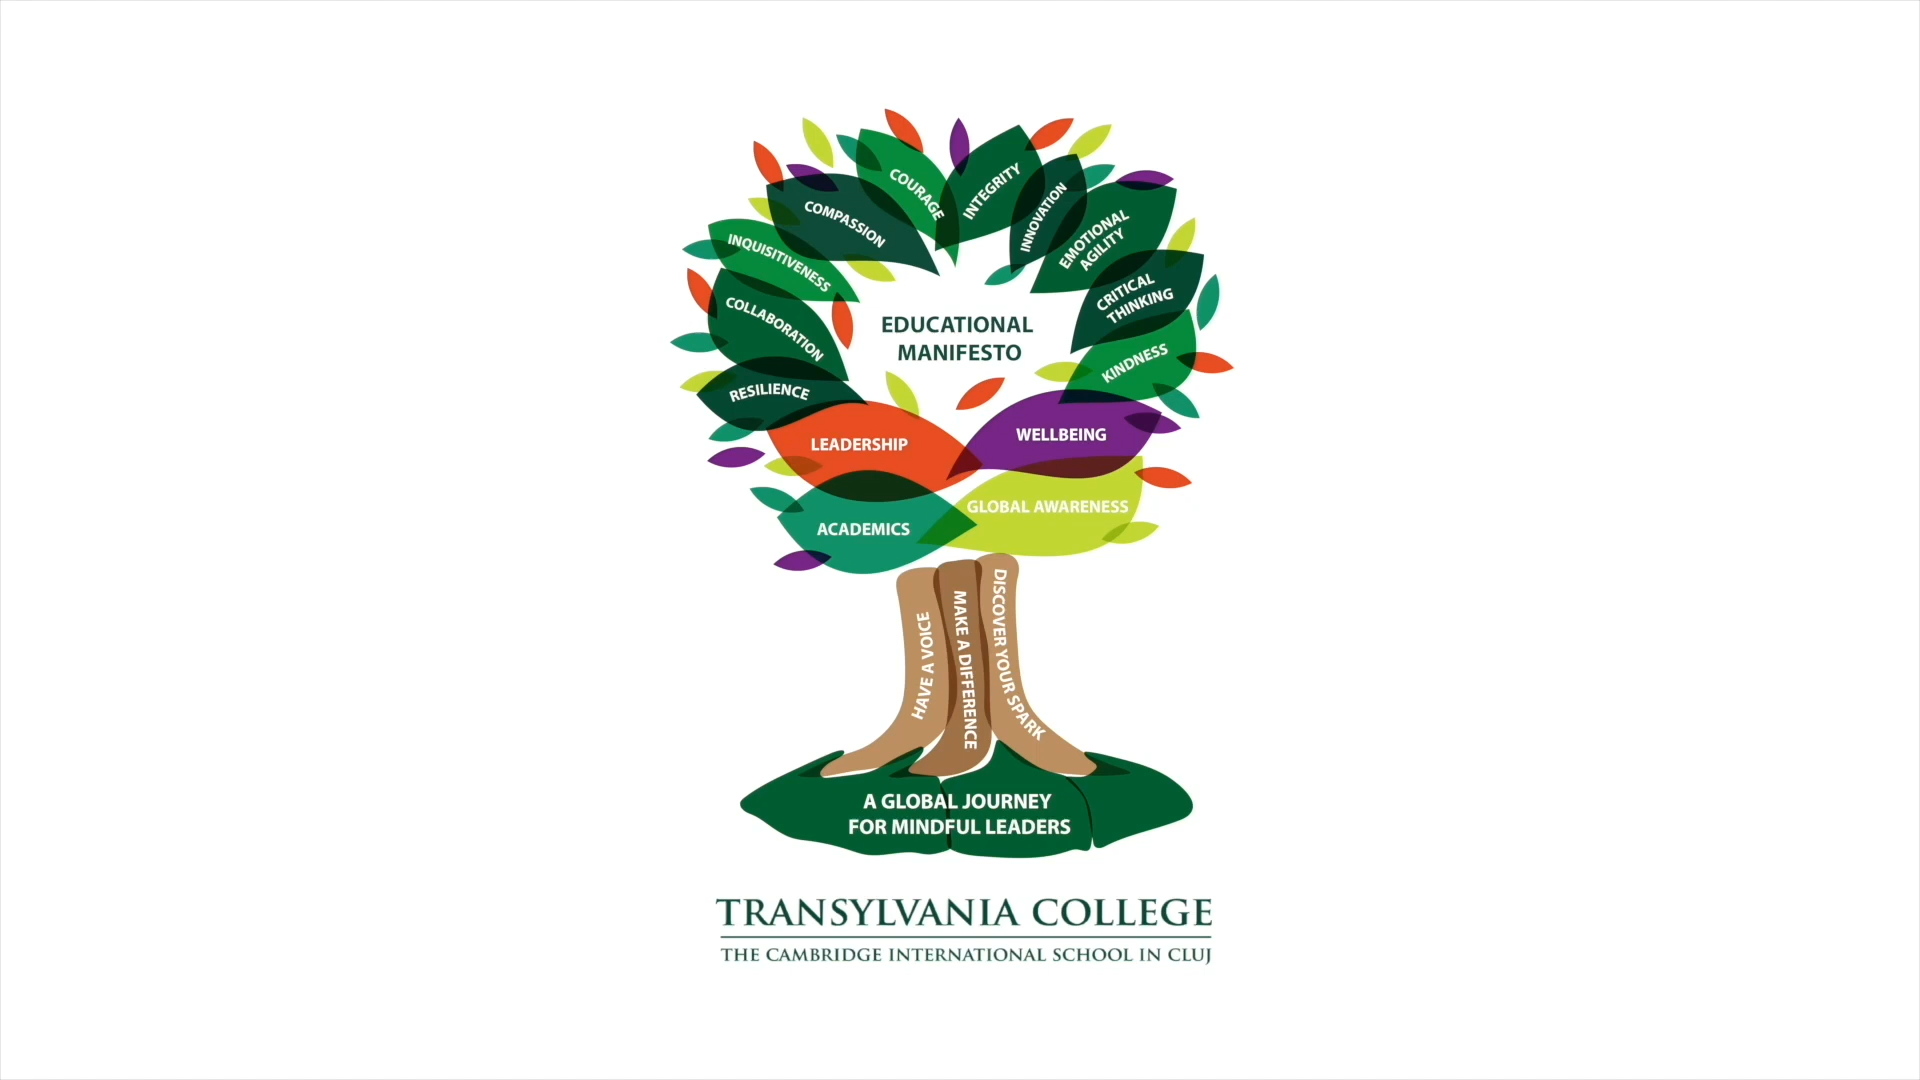 COURAGE
INTEGRITY
INNOVATION
COMPASSION
EMOTIONAL
AGILITY
INQUISITIVENESS
CRITICAL
THINKING
COLLABORATION
EDUCATIONAL
MANIFESTO
KINDNESS
RESILIENCE
LEADERSHIP
WELLBEING
ACADEMICS
GLOBAL AWARENESS
HAVE A VOICE
MAKE A DIFFERENCE
DISCOVER YOUR SPARK
A GLOBAL JOURNEY
FOR MINDFUL LEADERS
TRANSYLVANIA COLLEGE
THE CAMBRIDGE INTERNATIONAL SCHOOL IN CLUJ